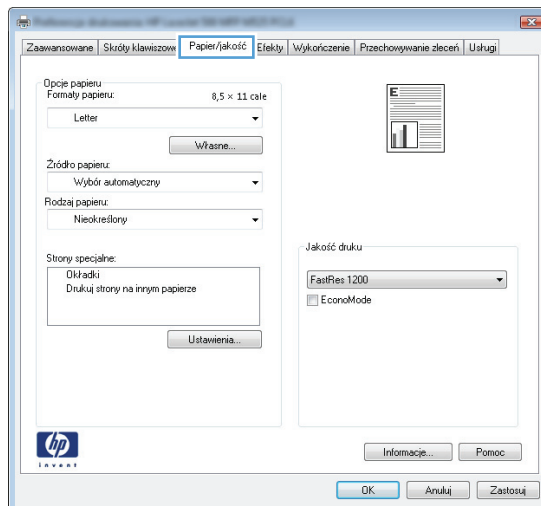 Zaawansowane Skróty klawiszowe Papier/jakość Efekty Wykończenie Przechowywanie zleceń Usługi
Opcje papieru
Formaty papieru: 8,5 × 11 cale
Letter
Własne...
Źródło papieru:
Wybór automatyczny
Rodzaj papieru:
Nieokreślony
Strony specjalne:
Okładki
Drukuj strony na innym papierze
Ustawienia...
E
Jakość druku
FastRes 1200
EconoMode
hp
invent
Informacje... Pomoc
OK Anuluj Zastosuj